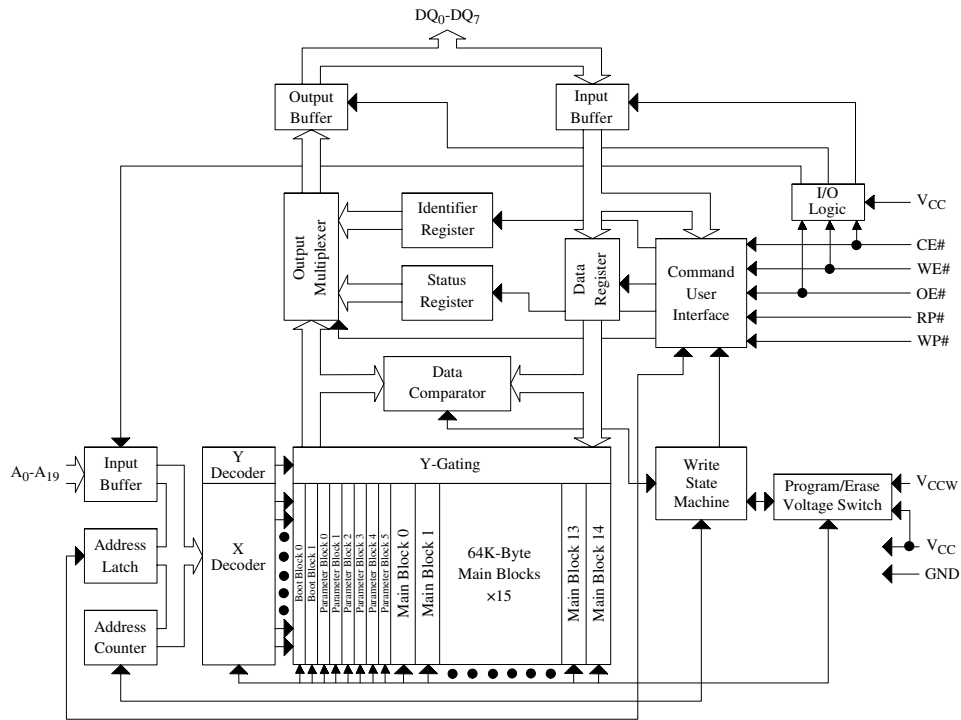 DQ0-DQ7
Output
Buffer
Input
Buffer
I/O
Logic
VCC
Output
Multiplexer
Identifier
Register
Status
Register
Data
Register
Command
User
Interface
CE#
WE#
OE#
RP#
WP#
Data
Comparator
A0-A19
Input
Buffer
Y
Decoder
Y-Gating
Write
State
Machine
Program/Erase
Voltage Switch
VCCW
VCC
GND
Address
Latch
Address
Counter
X
Decoder
Boot Block 0
Boot Block 1
Parameter Block 0
Parameter Block 1
Parameter Block 2
Parameter Block 3
Parameter Block 4
Parameter Block 5
Main Block 0
Main Block 1
64K-Byte
Main Blocks
×15
Main Block 13
Main Block 14